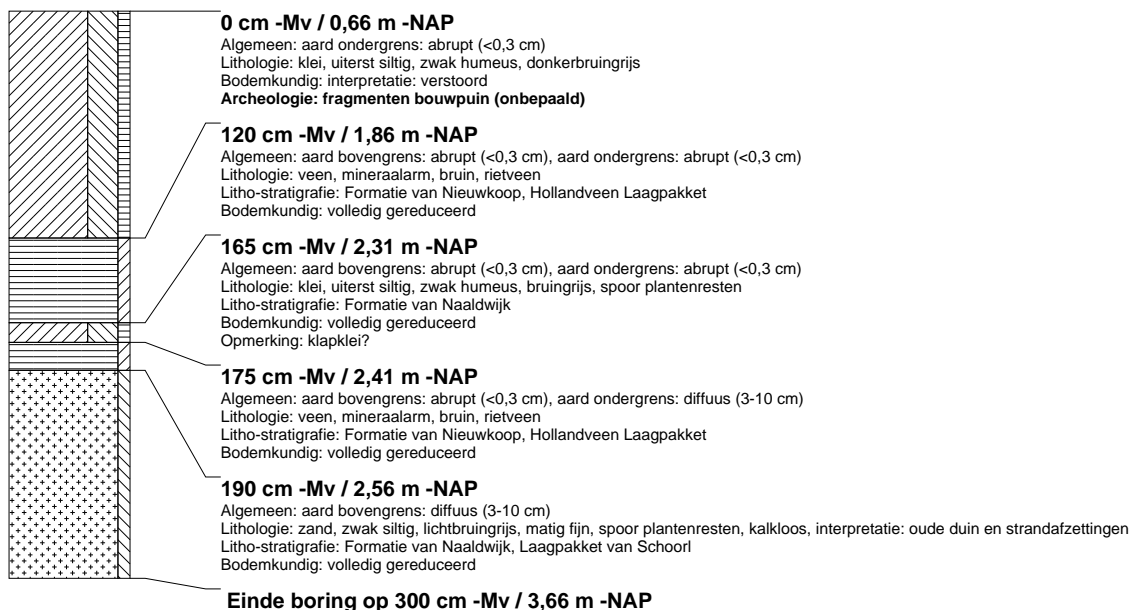 0 cm -Mv / 0,66 m -NAP
Algemeen: aard ondergrens: abrupt (<0,3 cm)
Lithologie: klei, uiterst siltig, zwak humeus, donkerbruingrijs
Bodemkundig: interpretatie: verstoord
Archeologie: fragmenten bouwpuin (onbepaald)
120 cm -Mv / 1,86 m -NAP
Algemeen: aard bovengrens: abrupt (<0,3 cm), aard ondergrens: abrupt (<0,3 cm)
Lithologie: veen, mineraalarm, bruin, rietveen
Litho-stratigrafie: Formatie van Nieuwkoop, Hollandveen Laagpakket
Bodemkundig: volledig gereduceerd
165 cm -Mv / 2,31 m -NAP
Algemeen: aard bovengrens: abrupt (<0,3 cm), aard ondergrens: abrupt (<0,3 cm)
Lithologie: klei, uiterst siltig, zwak humeus, bruingrijs, spoor plantenresten
Litho-stratigrafie: Formatie van Naaldwijk
Bodemkundig: volledig gereduceerd
Opmerking: klapklei?
175 cm -Mv / 2,41 m -NAP
Algemeen: aard bovengrens: abrupt (<0,3 cm), aard ondergrens: diffuus (3-10 cm)
Lithologie: veen, mineraalarm, bruin, rietveen
Litho-stratigrafie: Formatie van Nieuwkoop, Hollandveen Laagpakket
Bodemkundig: volledig gereduceerd
190 cm -Mv / 2,56 m -NAP
Algemeen: aard bovengrens: diffuus (3-10 cm)
Lithologie: zand, zwak siltig, lichtbruingrijs, matig fijn, spoor plantenresten, kalkloos, interpretatie: oude duin en strandafzettingen
Litho-stratigrafie: Formatie van Naaldwijk, Laagpakket van Schoorl
Bodemkundig: volledig gereduceerd
Einde boring op 300 cm -Mv / 3,66 m -NAP